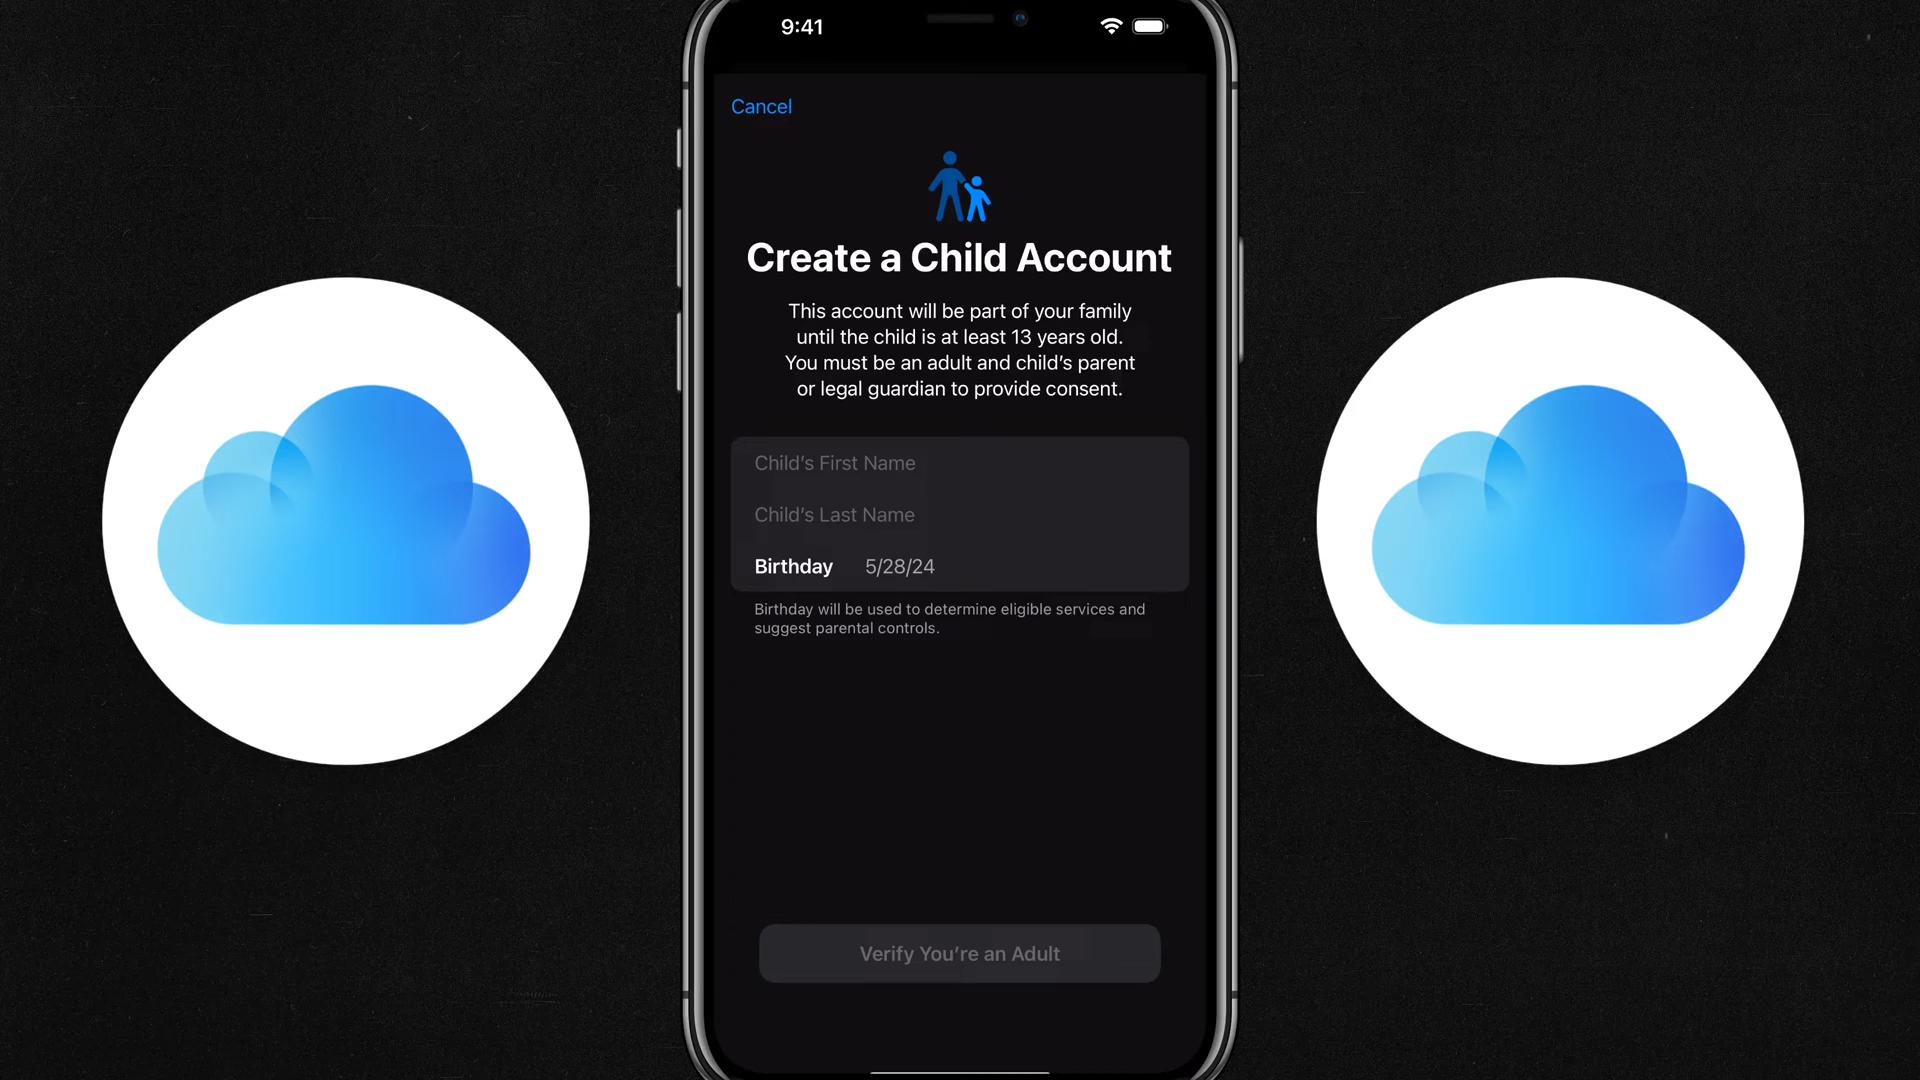 9:41
Cancel
Create a Child Account
This account will be part of your family
until the child is at least 13 years old.
You must be an adult and child’s parent
or legal guardian to provide consent.
Child’s First Name
Child’s Last Name
Birthday 5/28/24
Birthday will be used to determine eligible services and
suggest parental controls.
Verify You’re an Adult